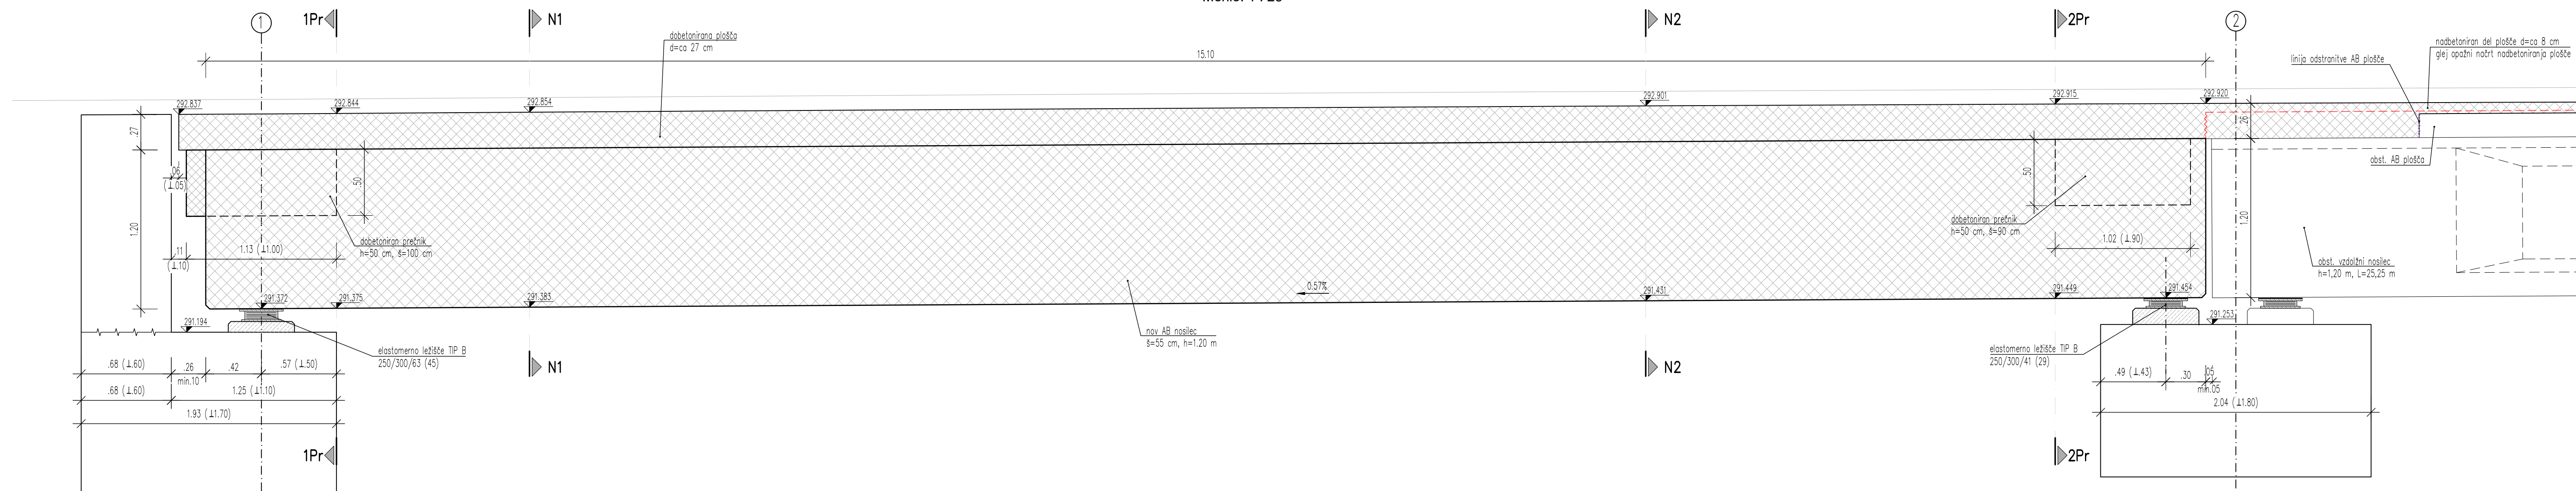 1
1Pr
N1
N2
2Pr
2
dobetonirana plošča
d=ca 27 cm
15.10
nadbetoniran del plošče d=ca 8 cm
glej opažni načrt nadbetoniranja plošče
linija odstranitve AB plošče
292.837
292.844
292.854
292.901
292.915
292.920
.27
.26
.06
(⊥.05)
.50
.50
obst. AB plošča
1.20
1.20
dobetoniran prečnik
h=50 cm, š=100 cm
.11
(⊥.10)
1.13 (⊥1.00)
dobetoniran prečnik
h=50 cm, š=90 cm
1.02 (⊥.90)
obst. vzdolžni nosilec
h=1,20 m, L=25,25 m
291.372
291.375
291.383
0.57%
291.431
291.449
291.454
291.194
291.253
nov AB nosilec
š=55 cm, h=1.20 m
elastomerno ležišče TIP B
250/300/63 (45)
elastomerno ležišče TIP B
250/300/41 (29)
.68 (⊥.60)
.26
min.10
.42
.57 (⊥.50)
N1
N2
.49 (⊥.43)
.30
.05
min.05
.68 (⊥.60)
1.25 (⊥1.10)
2.04 (⊥1.80)
1.93 (⊥1.70)
1Pr
2Pr